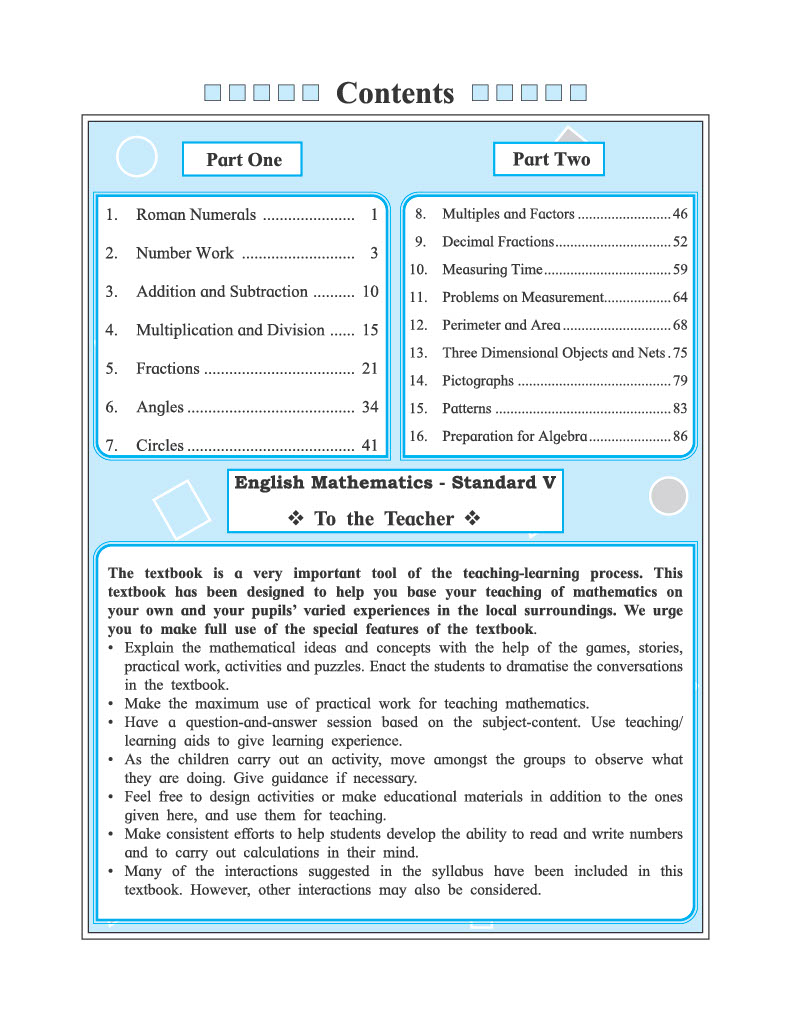 Contents
Part One
1. Roman Numerals ...................... 1
2. Number Work ........................... 3
3. Addition and Subtraction .......... 10
4. Multiplication and Division ...... 15
5. Fractions .................................... 21
6. Angles ........................................ 34
7. Circles ........................................ 41
Part Two
8. Multiples and Factors ......................... 46
9. Decimal Fractions............................... 52
10. Measuring Time.................................. 59
11. Problems on Measurement.................. 64
12. Perimeter and Area ............................. 68
13. Three Dimensional Objects and Nets . 75
14. Pictographs ......................................... 79
15. Patterns ............................................... 83
16. Preparation for Algebra...................... 86
English Mathematics - Standard V
❖ To the Teacher ❖
The textbook is a very important tool of the teaching-learning process. This
textbook has been designed to help you base your teaching of mathematics on
your own and your pupils’ varied experiences in the local surroundings. We urge
you to make full use of the special features of the textbook.
• Explain the mathematical ideas and concepts with the help of the games, stories,
practical work, activities and puzzles. Enact the students to dramatise the conversations
in the textbook.
• Make the maximum use of practical work for teaching mathematics.
• Have a question-and-answer session based on the subject-content. Use teaching/
learning aids to give learning experience.
• As the children carry out an activity, move amongst the groups to observe what
they are doing. Give guidance if necessary.
• Feel free to design activities or make educational materials in addition to the ones
given here, and use them for teaching.
• Make consistent efforts to help students develop the ability to read and write numbers
and to carry out calculations in their mind.
• Many of the interactions suggested in the syllabus have been included in this
textbook. However, other interactions may also be considered.